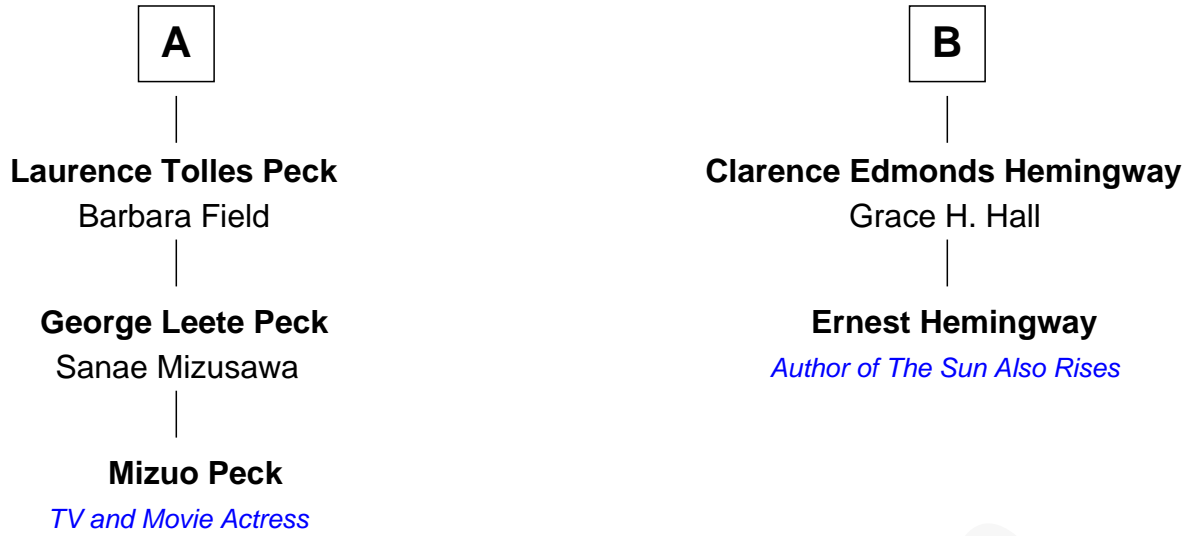 A
B
Laurence Tolles Peck
Barbara Field
Clarence Edmonds Hemingway
Grace H. Hall
George Leete Peck
Sanae Mizusawa
Ernest Hemingway
Author of The Sun Also Rises
Mizuo Peck
TV and Movie Actress